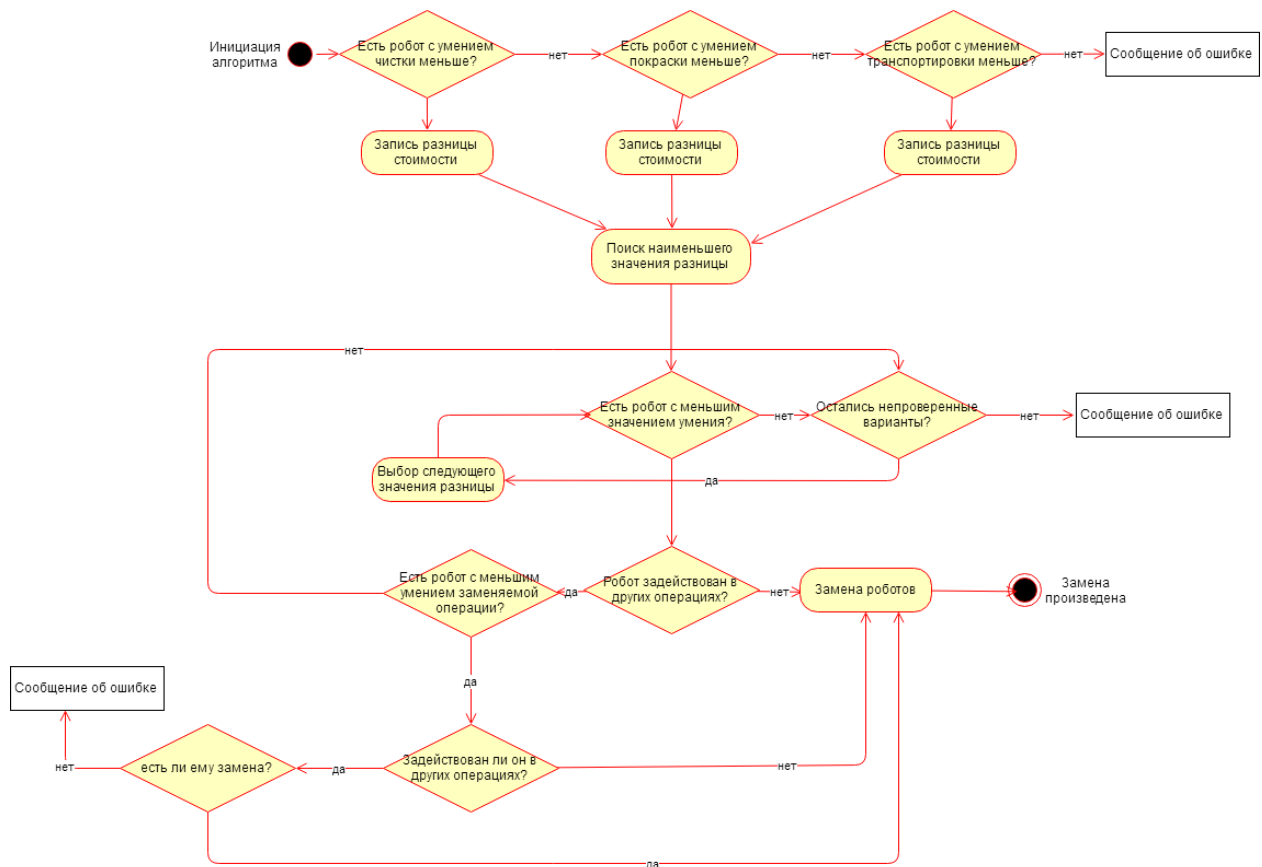 Инициация
алгоритма
Есть робот с умением
чистки меньше?
нет
Есть робот с умением
покраски меньше?
нет
Есть робот с умением
транспортировки меньше?
нет
Сообщение об ошибке
Запись разницы
стоимости
Запись разницы
стоимости
Запись разницы
стоимости
Поиск наименьшего
значения разницы
нет
Есть робот с меньшим
значением умения?
нет
Остались непроверенные
варианты?
нет
Сообщение об ошибке
Выбор следующего
значения разницы
да
Есть робот с меньшим
умением заменяемой
операции?
да
Робот задействован в
других операциях?
нет
Замена роботов
Замена
произведена
да
Сообщение об ошибке
нет
есть ли ему замена?
да
Задействован ли он в
других операциях?
нет
да